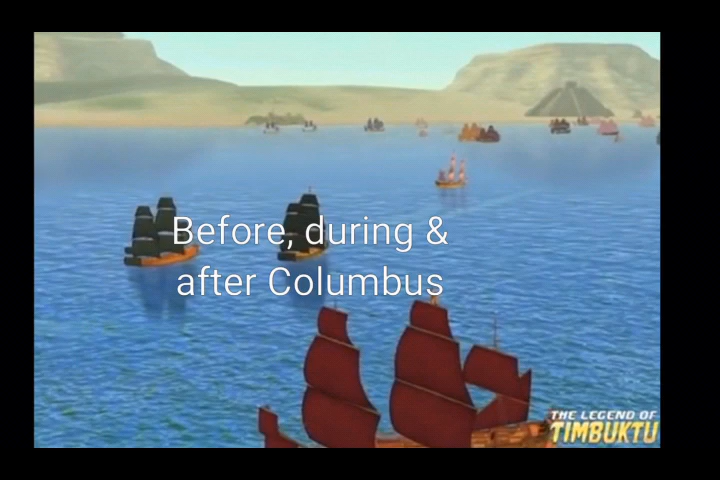 Before, during &
after Columbus
THE LEGEND OF
TIMBUKTU